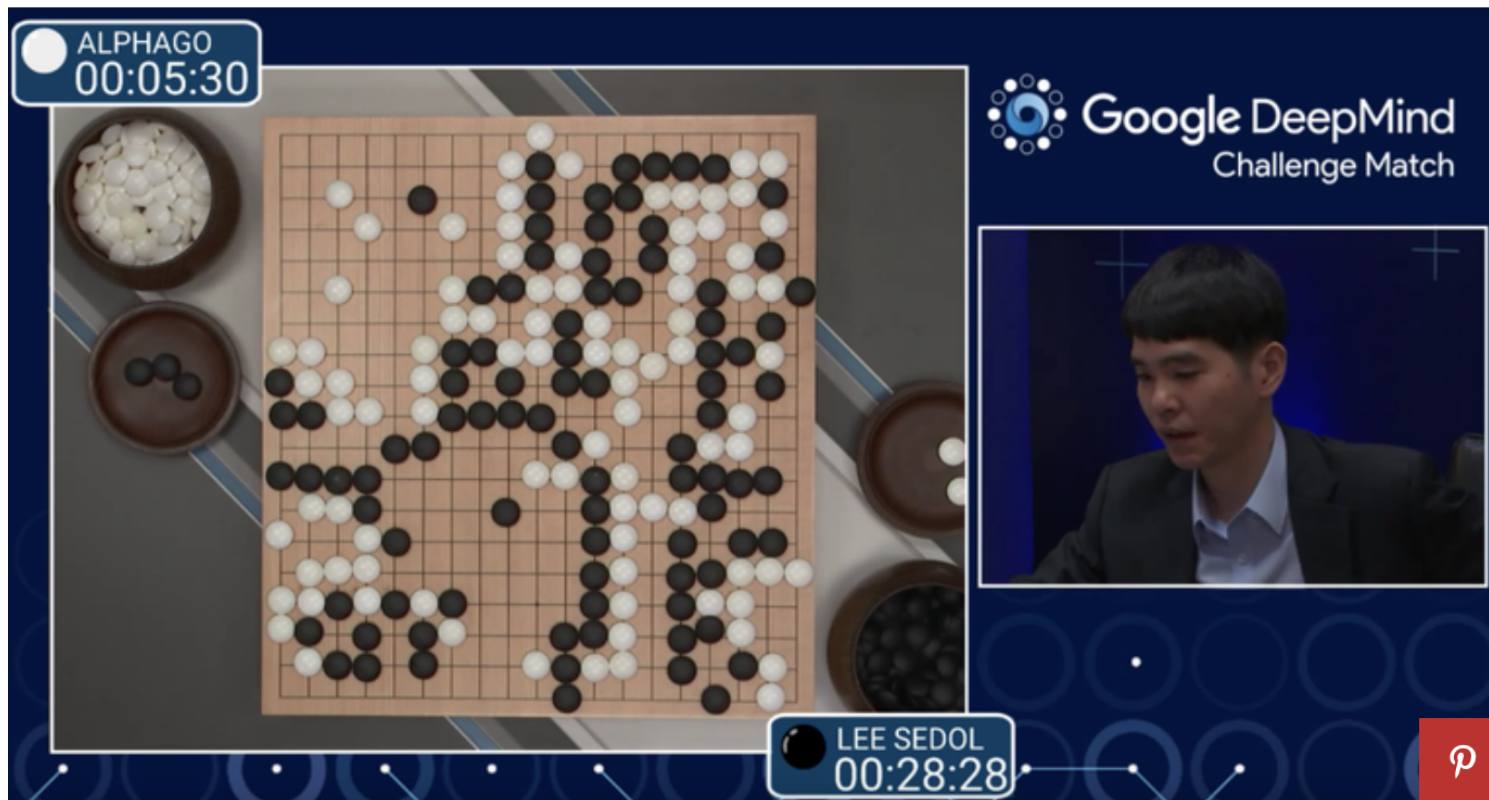 ALPHAGO
00:05:30
Google DeepMind
Challenge Match
LEE SEDOL
00:28:28